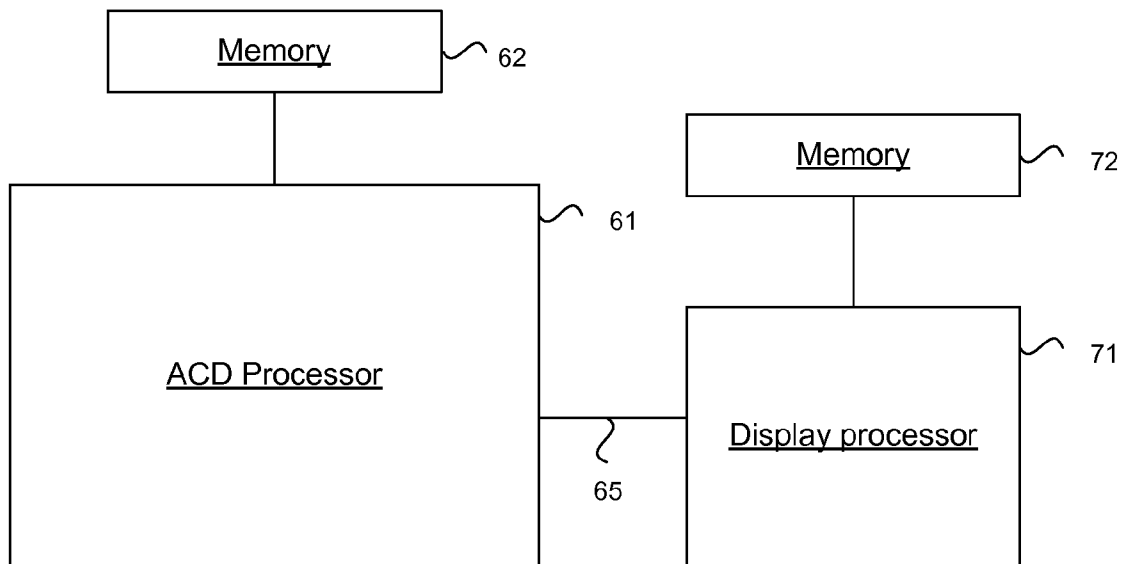 Memory
62
Memory
72
61
71
ACD Processor
Display processor
65